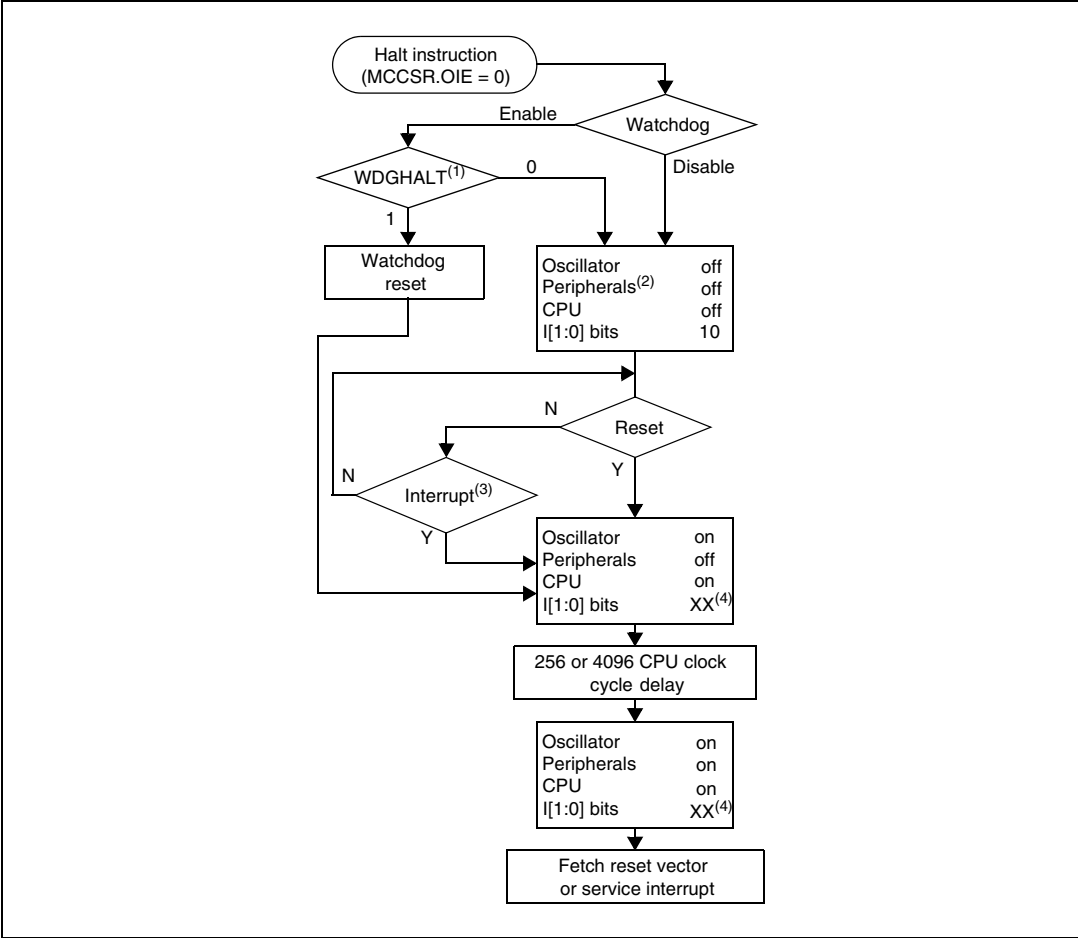 Halt instruction
(MCCSR.OIE = 0)
Enable
Watchdog
WDGHALT(1)
0
Disable
1
Watchdog
reset
Oscillator off
Peripherals(2) off
CPU off
I[1:0] bits 10
N
Reset
Y
N
Interrupt(3)
Y
Oscillator on
Peripherals off
CPU on
I[1:0] bits XX(4)
256 or 4096 CPU clock
cycle delay
Oscillator on
Peripherals on
CPU on
I[1:0] bits XX(4)
Fetch reset vector
or service interrupt